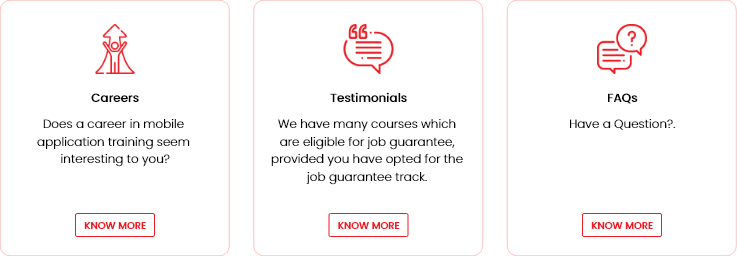 Careers
Does a career in mobile
application training seem
interesting to you?
KNOW MORE
Testimonials
We have many courses which
are eligible for job guarantee,
provided you have opted for the
job guarantee track.
KNOW MORE
?
FAQs
Have a Question?.
KNOW MORE